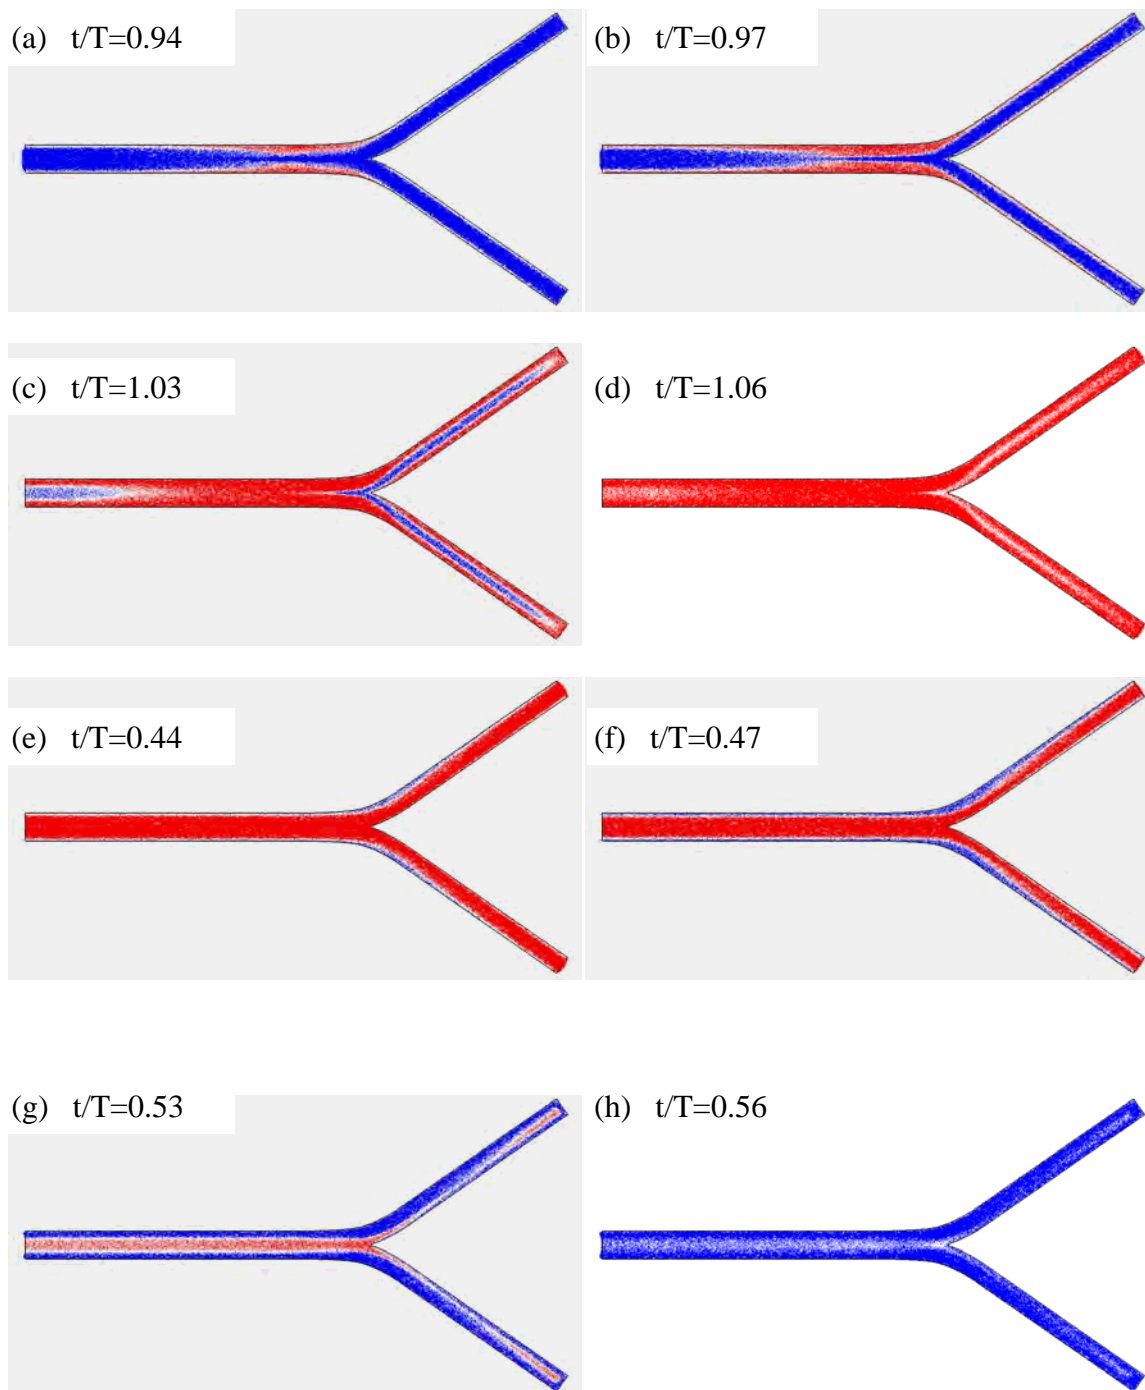 (a) t/T=0.94
(b) t/T=0.97
(c) t/T=1.03
(d) t/T=1.06
(e) t/T=0.44
(f) t/T=0.47
(g) t/T=0.53
(h) t/T=0.56